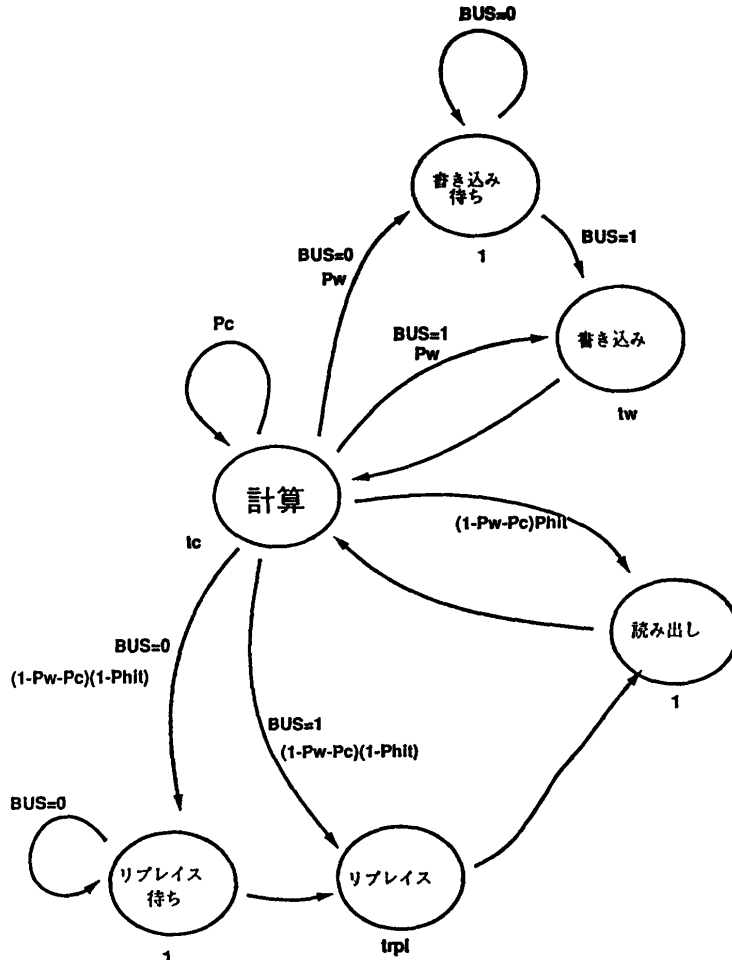 BUS=0
書き込み
待ち
1
BUS=1
BUS=0
Pw
Pc
BUS=1
Pw
書き込み
tw
計算
tc
(1-Pw-Pc)Phit
読み出し
1
BUS=0
(1-Pw-Pc)(1-Phit)
BUS=1
(1-Pw-Pc)(1-Phit)
BUS=0
リプレイス
待ち
1
リプレイス
trpl